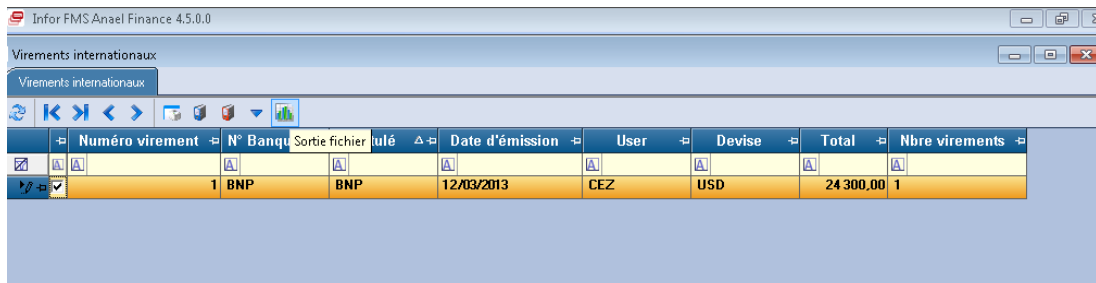 Infor FMS Anael Finance 4.5.0.0
Virements internationaux
Virements internationaux
Numéro virement N° Banqu Sortie fichier tulé Date d'émission User Devise Total Nbre virements
1 BNP BNP 12/03/2013 CEZ USD 24 300,00 1